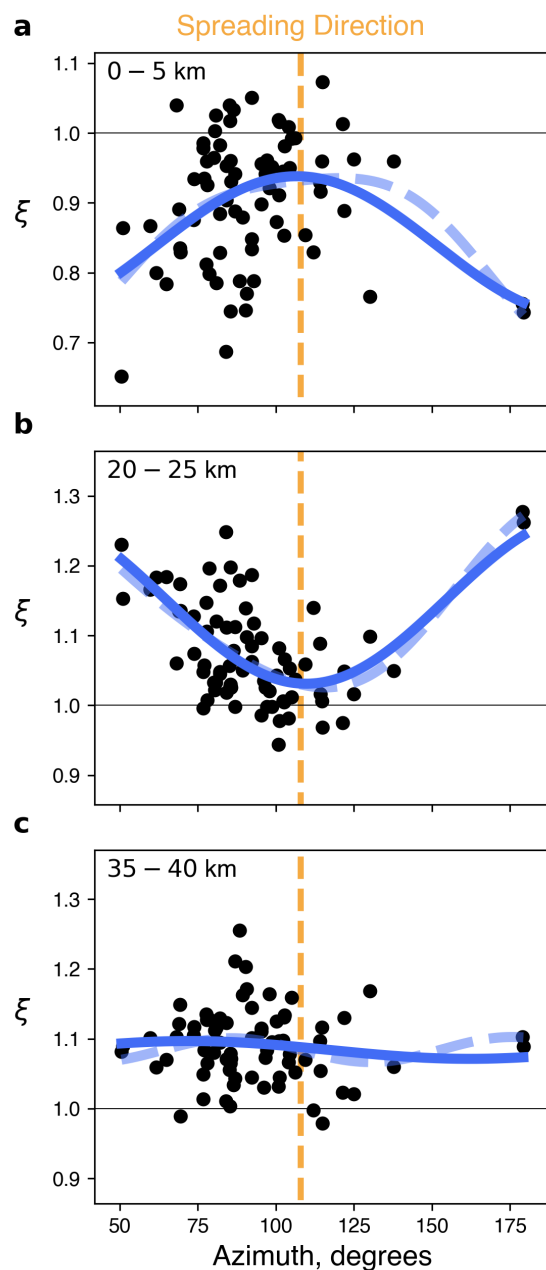 a
Spreading Direction
0 – 5 km
1.1
1.0
0.9
0.8
0.7
ξ
b
20 – 25 km
1.3
1.2
1.1
1.0
0.9
ξ
c
35 – 40 km
1.3
1.2
1.1
1.0
0.9
ξ
50 75 100 125 150 175
Azimuth, degrees